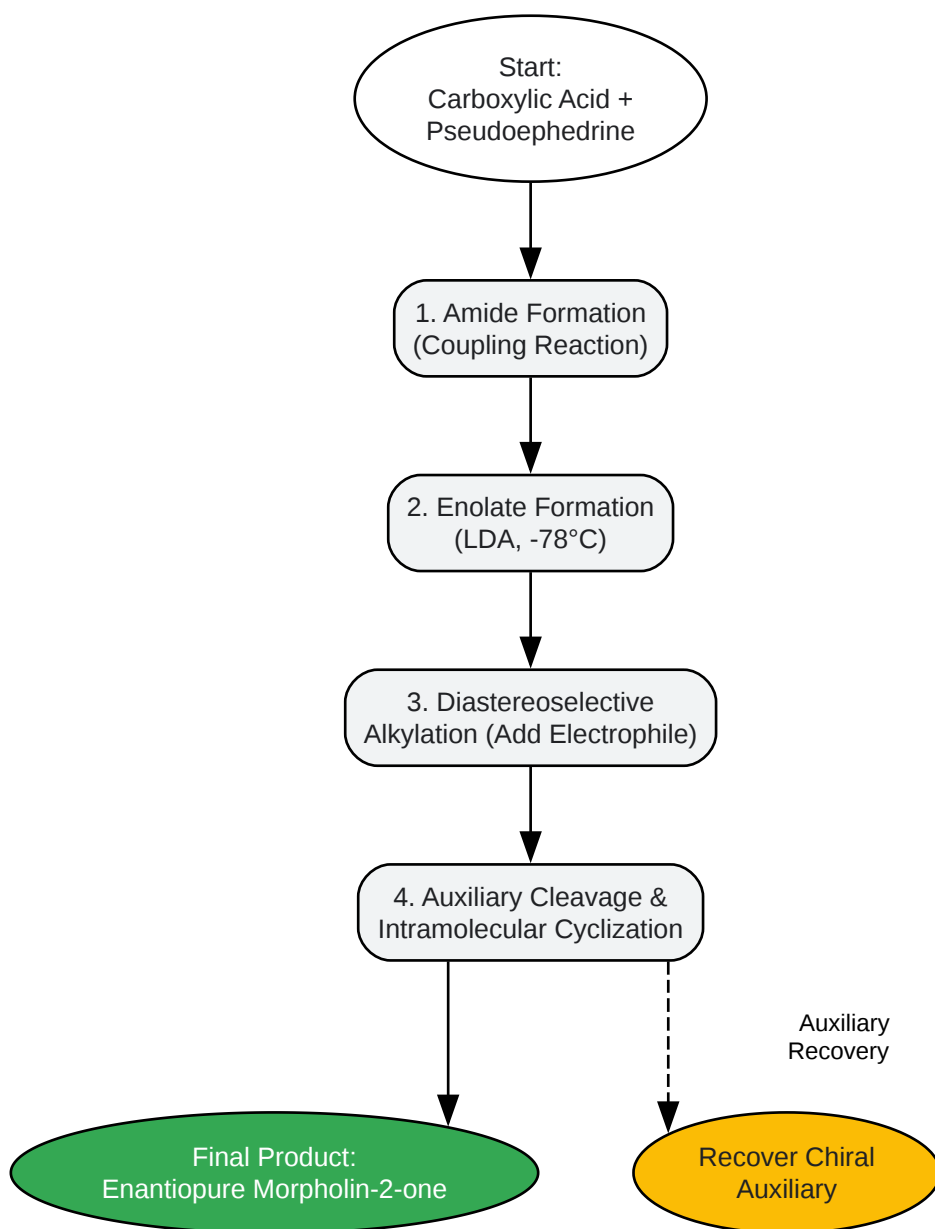 Start:
Carboxylic Acid +
Pseudoephedrine
1. Amide Formation
(Coupling Reaction)
2. Enolate Formation
(LDA, -78°C)
3. Diastereoselective
Alkylation (Add Electrophile)
4. Auxiliary Cleavage &
Intramolecular Cyclization
Auxiliary
Recovery
Final Product:
Enantiopure Morpholin-2-one
Recover Chiral
Auxiliary